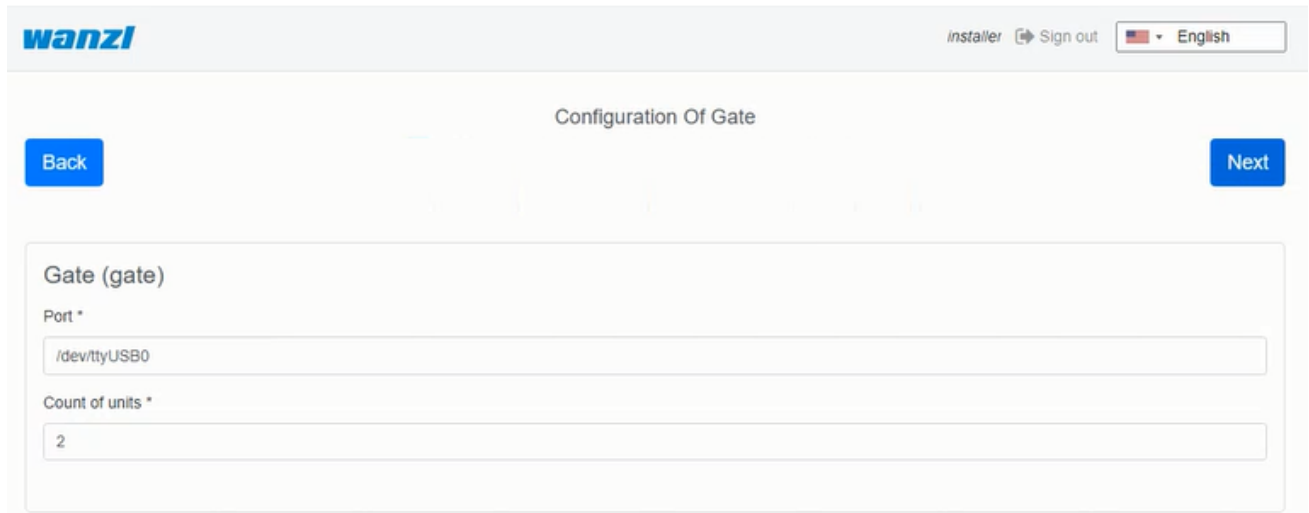 wanzl
installer Sign out English
Configuration Of Gate
Back Next
Gate (gate)
Port *
/dev/ttyUSB0
Count of units *
2